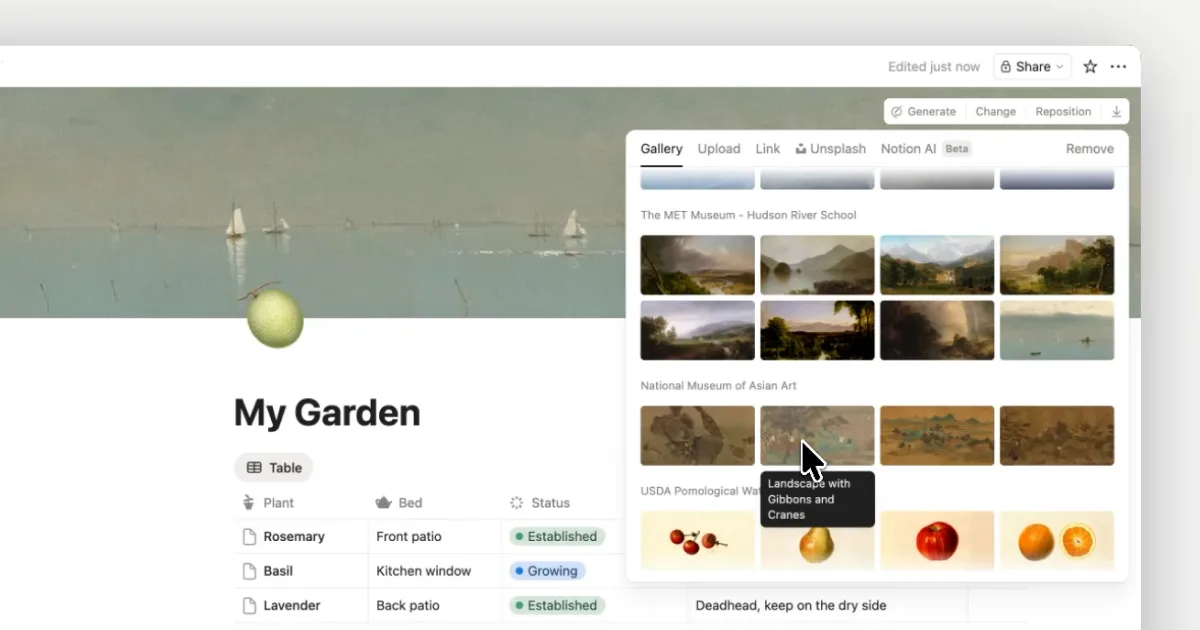 Edited just now
Share
Generate
Change
Reposition
Gallery
Upload
Link
Unsplash
Notion AI Beta
Remove
The MET Museum - Hudson River School
National Museum of Asian Art
Landscape with
Gibbons and
Cranes
USDA Pomological
My Garden
Table
Plant
Bed
Status
Rosemary
Front patio
Established
Basil
Kitchen window
Growing
Lavender
Back patio
Established
Deadhead, keep on the dry side